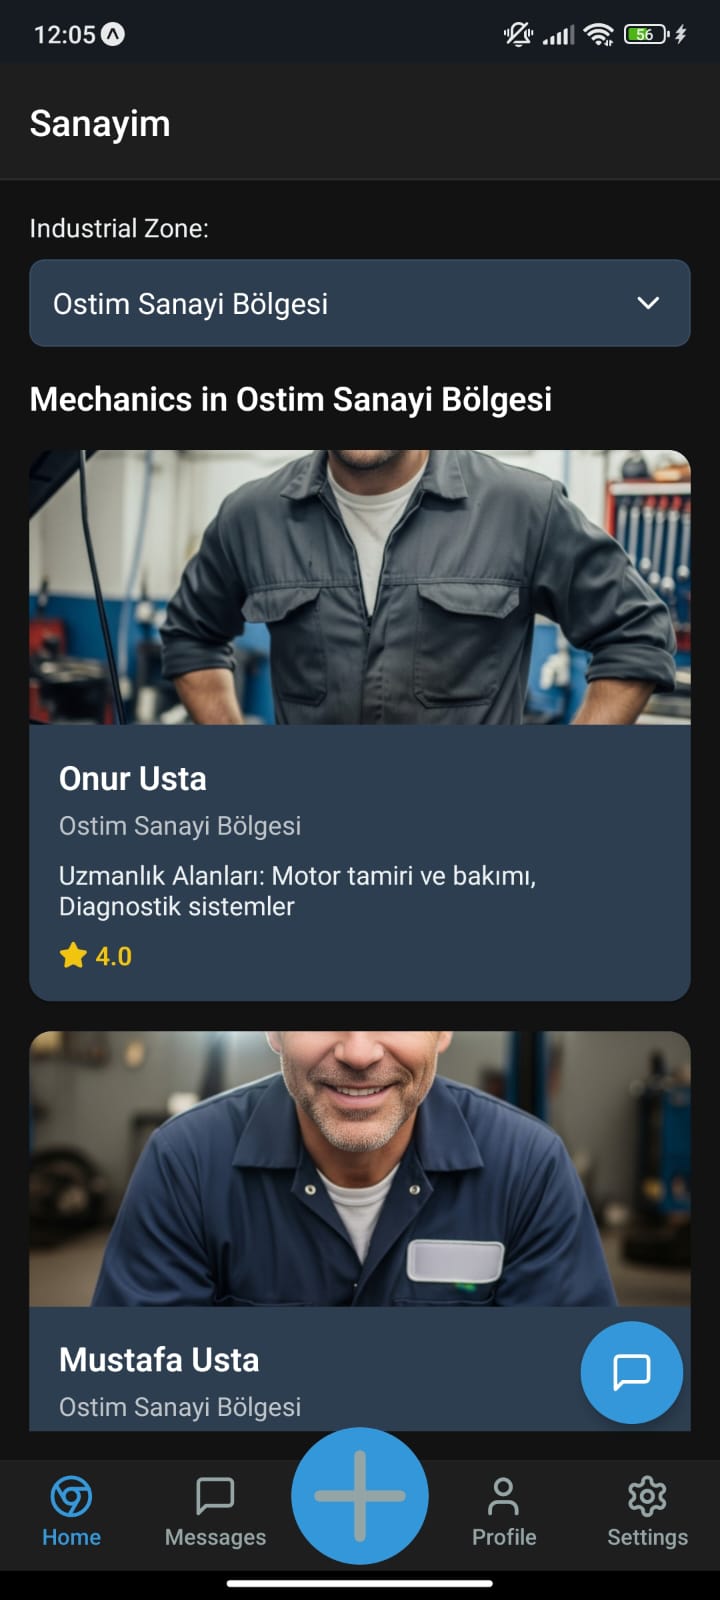 12:05
56
Sanayim
Industrial Zone:
Ostim Sanayi Bölgesi
Mechanics in Ostim Sanayi Bölgesi
Onur Usta
Ostim Sanayi Bölgesi
Uzmanlık Alanları: Motor tamiri ve bakımı,
Diagnostik sistemler
4.0
Mustafa Usta
Ostim Sanayi Bölgesi
Home
Messages
Profile
Settings